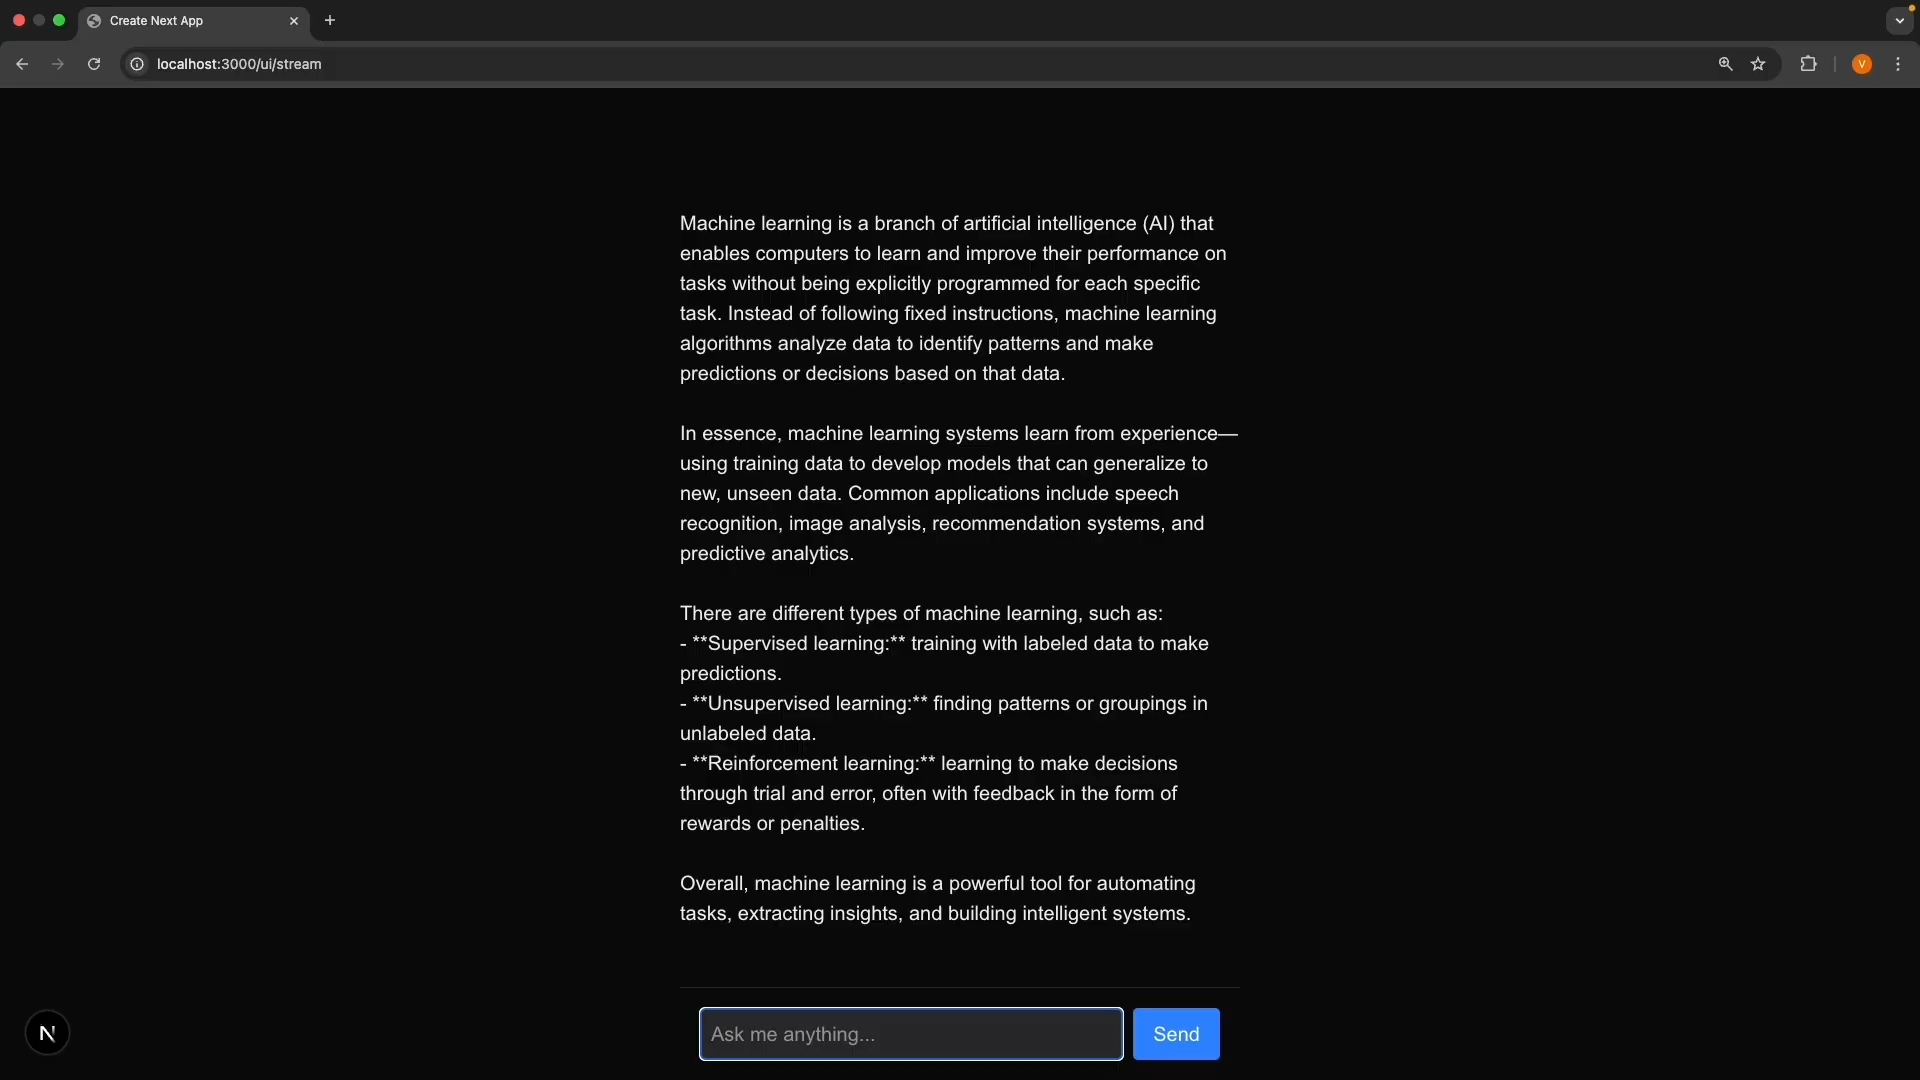 Create Next App
localhost:3000/ui/stream
V
Machine learning is a branch of artificial intelligence (AI) that
enables computers to learn and improve their performance on
tasks without being explicitly programmed for each specific
task. Instead of following fixed instructions, machine learning
algorithms analyze data to identify patterns and make
predictions or decisions based on that data.
In essence, machine learning systems learn from experience—
using training data to develop models that can generalize to
new, unseen data. Common applications include speech
recognition, image analysis, recommendation systems, and
predictive analytics.
There are different types of machine learning, such as:
- **Supervised learning:** training with labeled data to make
predictions.
- **Unsupervised learning:** finding patterns or groupings in
unlabeled data.
- **Reinforcement learning:** learning to make decisions
through trial and error, often with feedback in the form of
rewards or penalties.
Overall, machine learning is a powerful tool for automating
tasks, extracting insights, and building intelligent systems.
N
Ask me anything...
Send